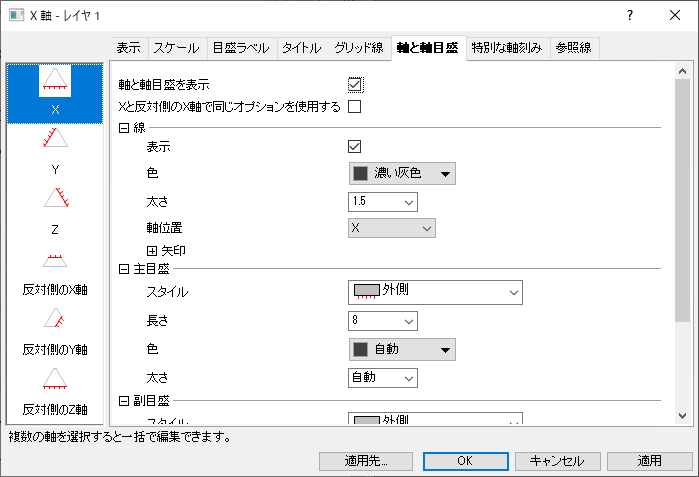 X 軸 - レイヤ 1
表示 スケール 目盛ラベル タイトル グリッド線 軸と軸目盛 特別な軸刻み 参照線
X
Y
Z
反対側のX軸
反対側のY軸
反対側のZ軸
軸と軸目盛を表示
Xと反対側のX軸で同じオプションを使用する
線
表示
色 濃い灰色
太さ 1.5
軸位置 X
矢印
主目盛
スタイル 外側
長さ 8
色 自動
太さ 自動
副目盛
スタイル 外側
複数の軸を選択すると一括で編集できます。
適用先... OK キャンセル 適用